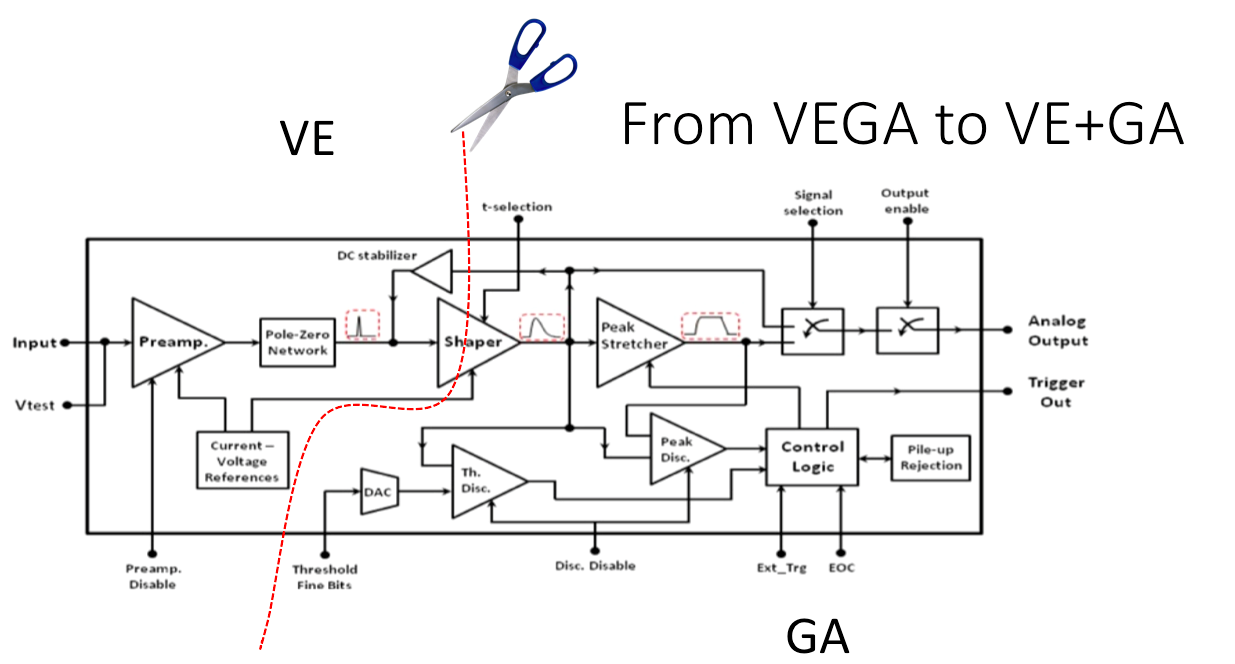 VE
From VEGA to VE+GA
Signal
selection
Output
enable
t-selection
DC stabilizer
Input
Preamp.
Pole-Zero
Network
Shaper
Peak
Stretcher
Analog
Output
Vtest
Trigger
Out
Current –
Voltage
References
DAC
Th.
Disc.
Peak
Disc.
Control
Logic
Pile-up
Rejection
Preamp.
Disable
Threshold
Fine Bits
Disc. Disable
Ext_Trg
EOC
GA